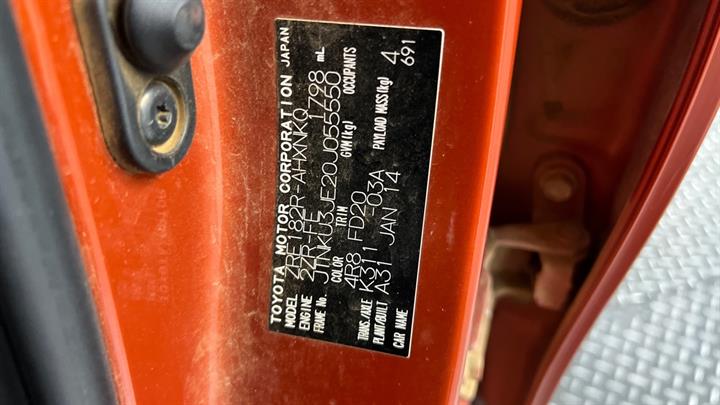 TOYOTA MOTOR CORPORATION JAPAN
MODEL ZRE182R-AHXNKQ
ENGINE 2ZR-FE 1798 mL
FRAME No. JTNKU3JE20J055550
COLOR TRIM GVM(kg) OCCUPANTS
4R8 FD20 4
TRANS./AXLE K311 -03A PAYLOAD MASS(kg) 691
PLANT/BUILT A31 JAN 14
CAR NAME